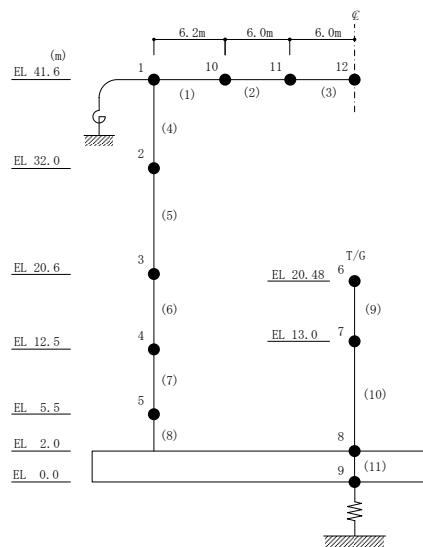 ℄
6.2m 6.0m 6.0m
(m)
EL 41.6 1 10 11 12
(1) (2) (3)
(4)
EL 32.0 2
(5)
T/G
EL 20.6 3 EL 20.48 6
(6) (9)
EL 12.5 4 EL 13.0 7
(7) (10)
EL 5.5 5
(8)
EL 2.0 8
(11)
EL 0.0 9